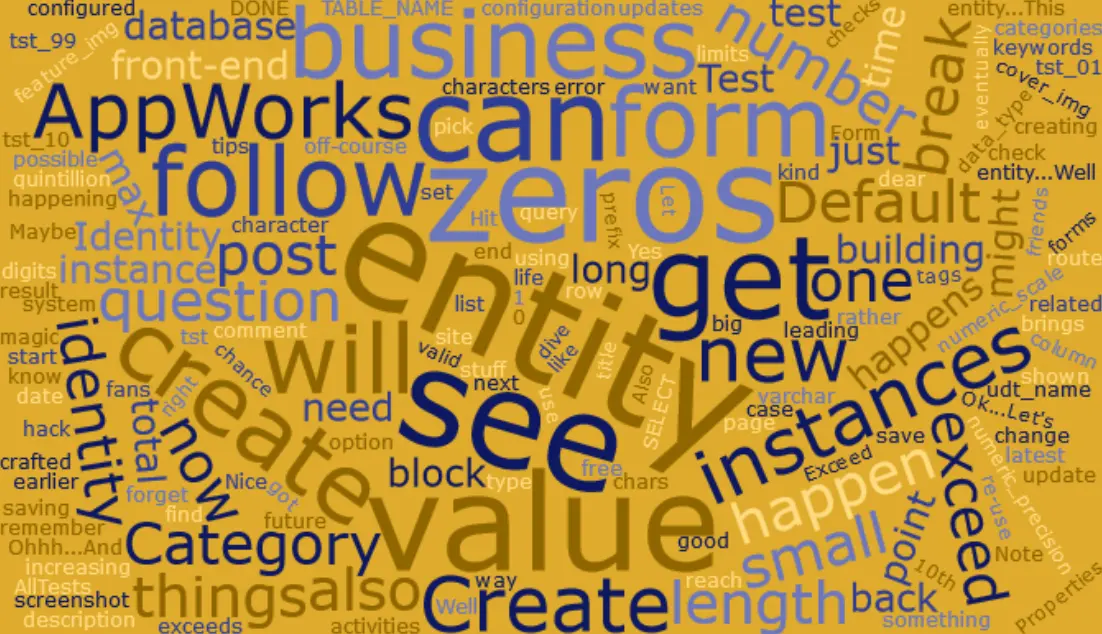 configured
DONE
TABLE_NAME
configuration
updates
test
checks
entity...This
tst_99
feature_img
database
business
number
time
break
eventually
categories
keywords
front-end
characters
error
limits
want
Test
cover_img
tst_01
AppWorks
can
form
pick
data_type
creating
tst_10
tips
off-course
Form
just
check
possible
max
follow
zeros
kind
dear
entity...Well
quintillion
set
Hit
query
prefix
Let
Default
might
friends
happening
character
forms
Maybe
Identity
post
entity
end
using
Yes
building
route
digits
instance
life
row
long
get
one
tags
result
system
question
list
1
0
happens
numeric_scale
related
rather
magic
identity
create
tst
comment
will
site
valid
dive
like
title
big
leading
new
instances
brings
column
start
chance
see
stuff
next
Also
shown
know
fans
right
use
SELECT
varchar
udt_name
date
total
now
need
case
page
Ok...Let's
hack
option
save
exceed
numeric_precision
change
crafted
block
type
free
chars
Exceed
latest
earlier
forget
Nice
got
value
happen
re-use
update
saving
find
future
point
remember
Category
good
small
Note
Ohhh...And
increasing
way
reach
10th
properties
AllTests
things
also
Create
Well
length
back
screenshot
description
exceeds
activities
something